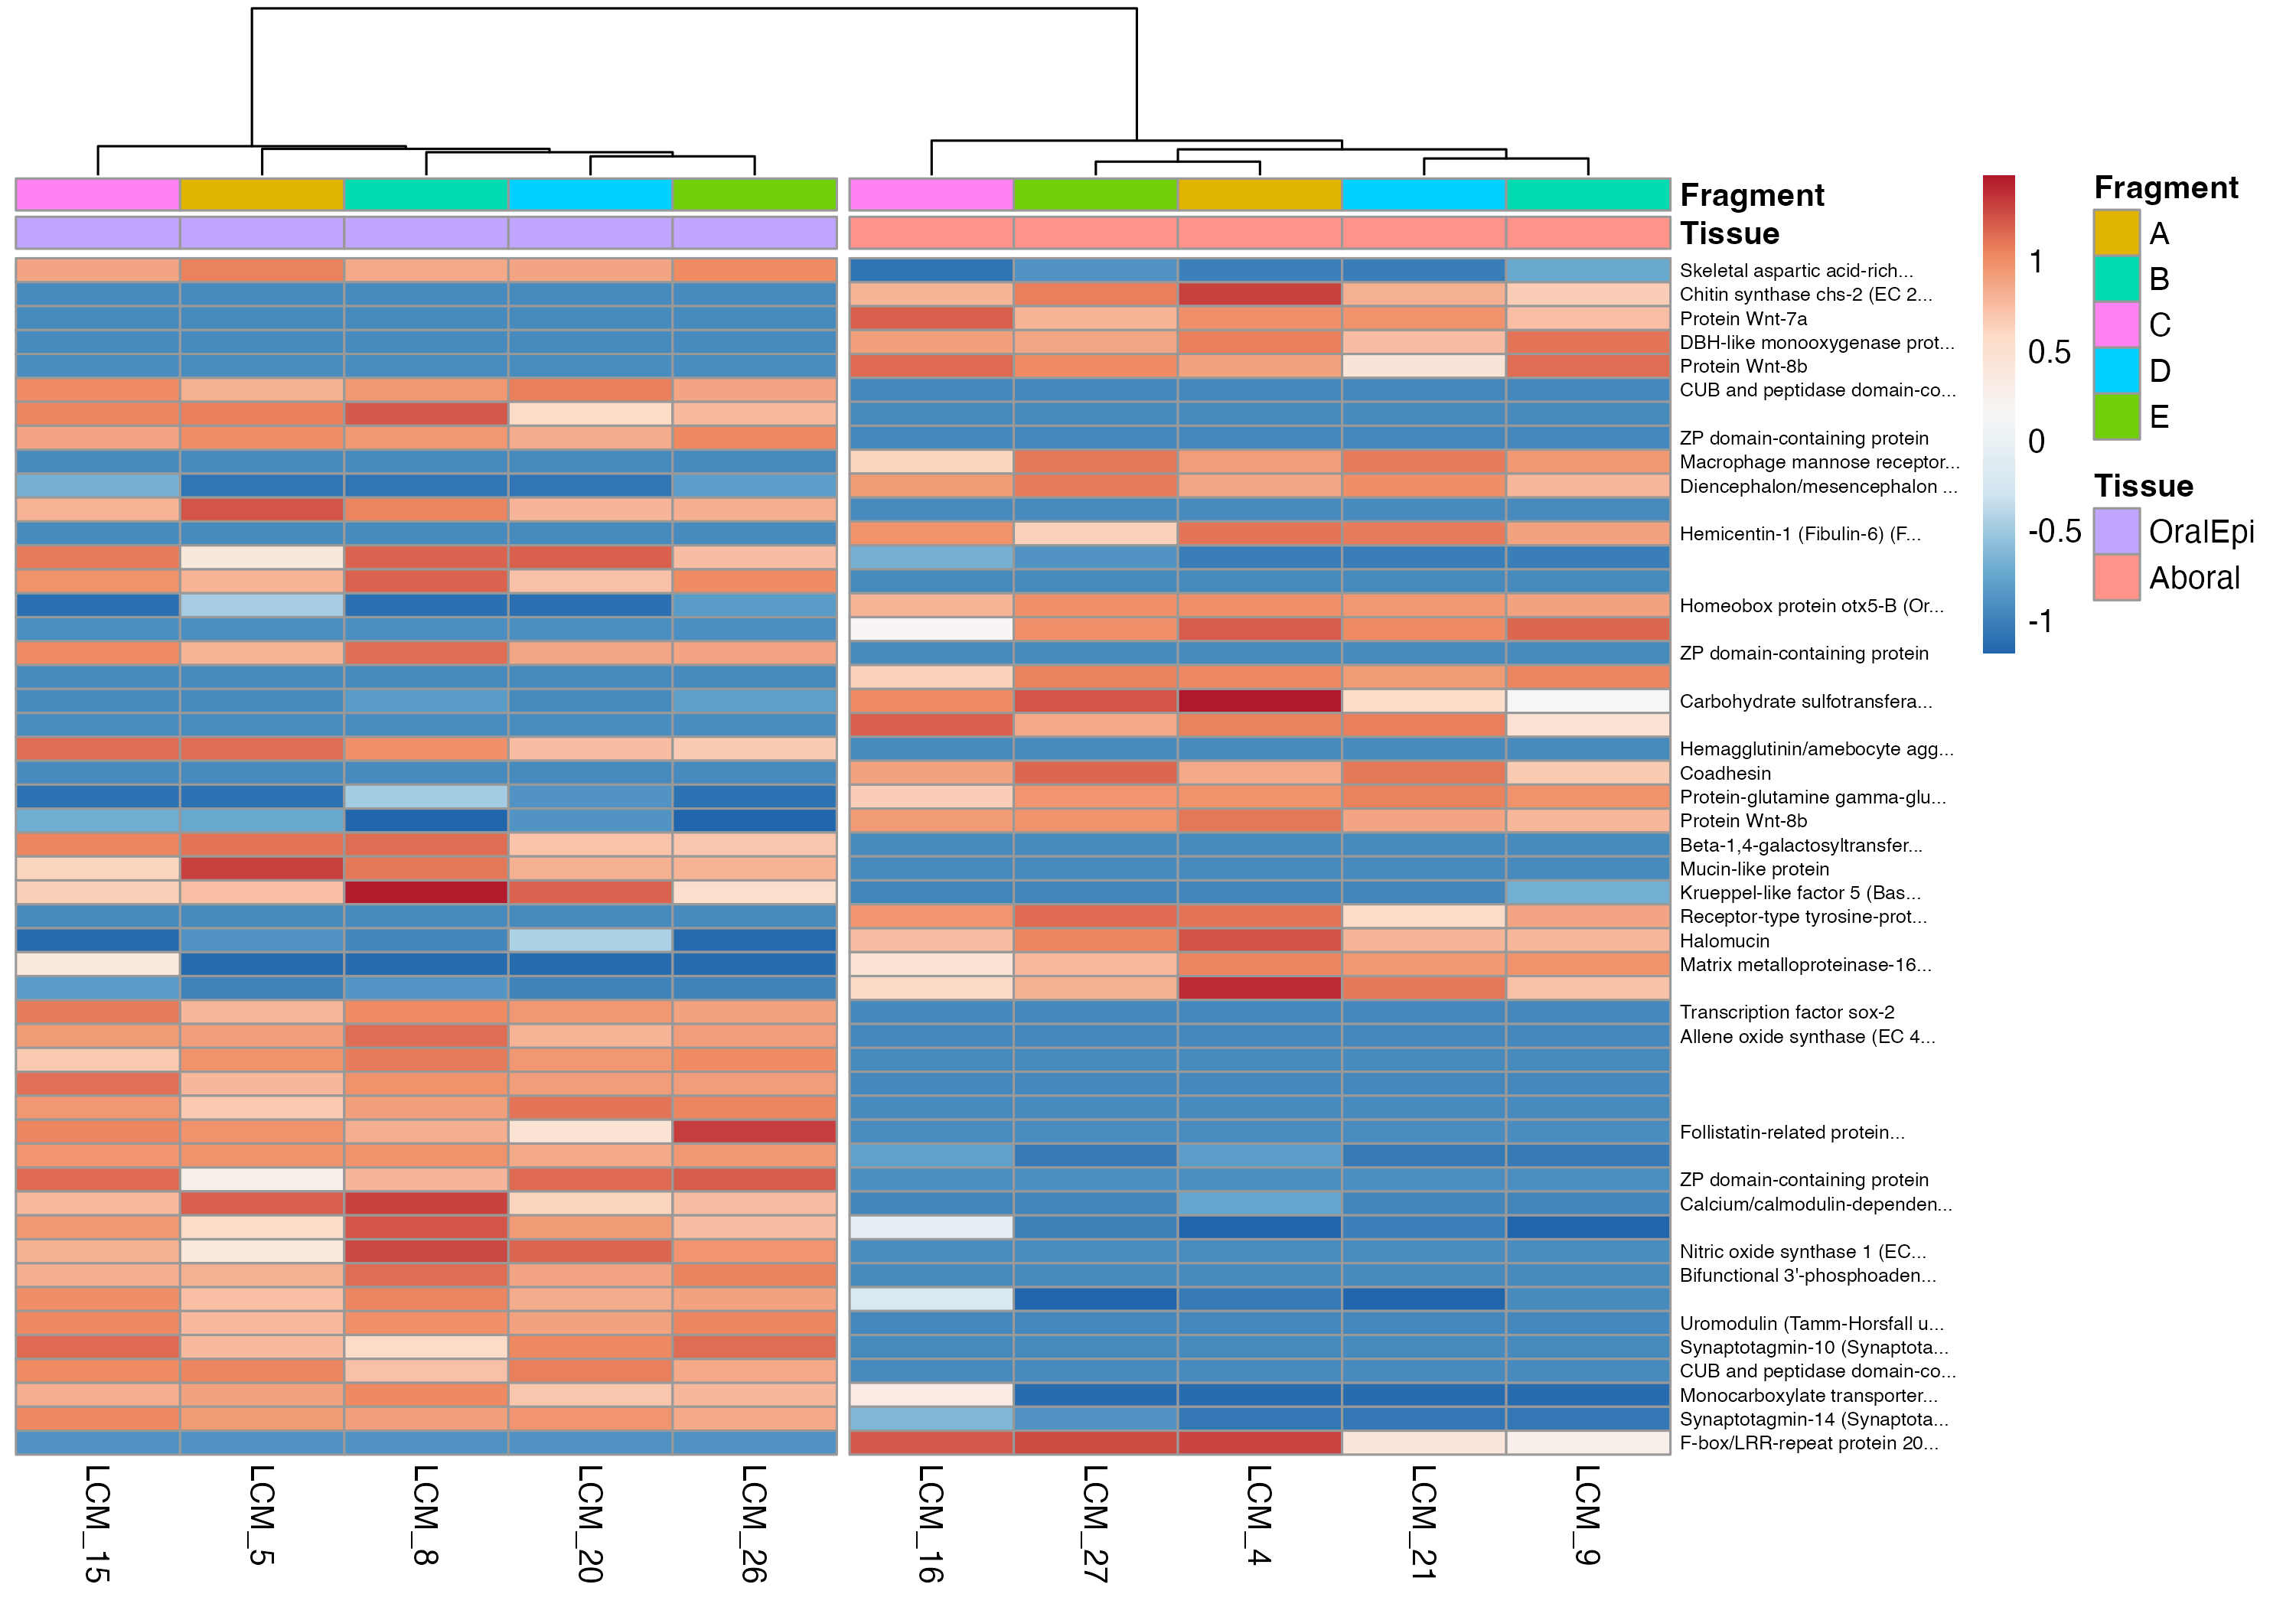 Fragment
Tissue
Skeletal aspartic acid-rich...
Chitin synthase chs-2 (EC 2...
Protein Wnt-7a
DBH-like monooxygenase prot...
Protein Wnt-8b
CUB and peptidase domain-co...
ZP domain-containing protein
Macrophage mannose receptor...
Diencephalon/mesencephalon ...
Hemicentin-1 (Fibulin-6) (F...
Homeobox protein otx5-B (Or...
ZP domain-containing protein
Carbohydrate sulfotransfera...
Hemagglutinin/amebocyte agg...
Coadhesin
Protein-glutamine gamma-glu...
Protein Wnt-8b
Beta-1,4-galactosyltransfer...
Mucin-like protein
Krueppel-like factor 5 (Bas...
Receptor-type tyrosine-prot...
Halomucin
Matrix metalloproteinase-16...
Transcription factor sox-2
Allene oxide synthase (EC 4...
Follistatin-related protein...
ZP domain-containing protein
Calcium/calmodulin-dependen...
Nitric oxide synthase 1 (EC...
Bifunctional 3'-phosphoaden...
Uromodulin (Tamm-Horsfall u...
Synaptotagmin-10 (Synaptota...
CUB and peptidase domain-co...
Monocarboxylate transporter...
Synaptotagmin-14 (Synaptota...
F-box/LRR-repeat protein 20...
LCM_15
LCM_5
LCM_8
LCM_20
LCM_26
LCM_16
LCM_27
LCM_4
LCM_21
LCM_9
1
0.5
0
-0.5
-1
Fragment
A
B
C
D
E
Tissue
OralEpi
Aboral